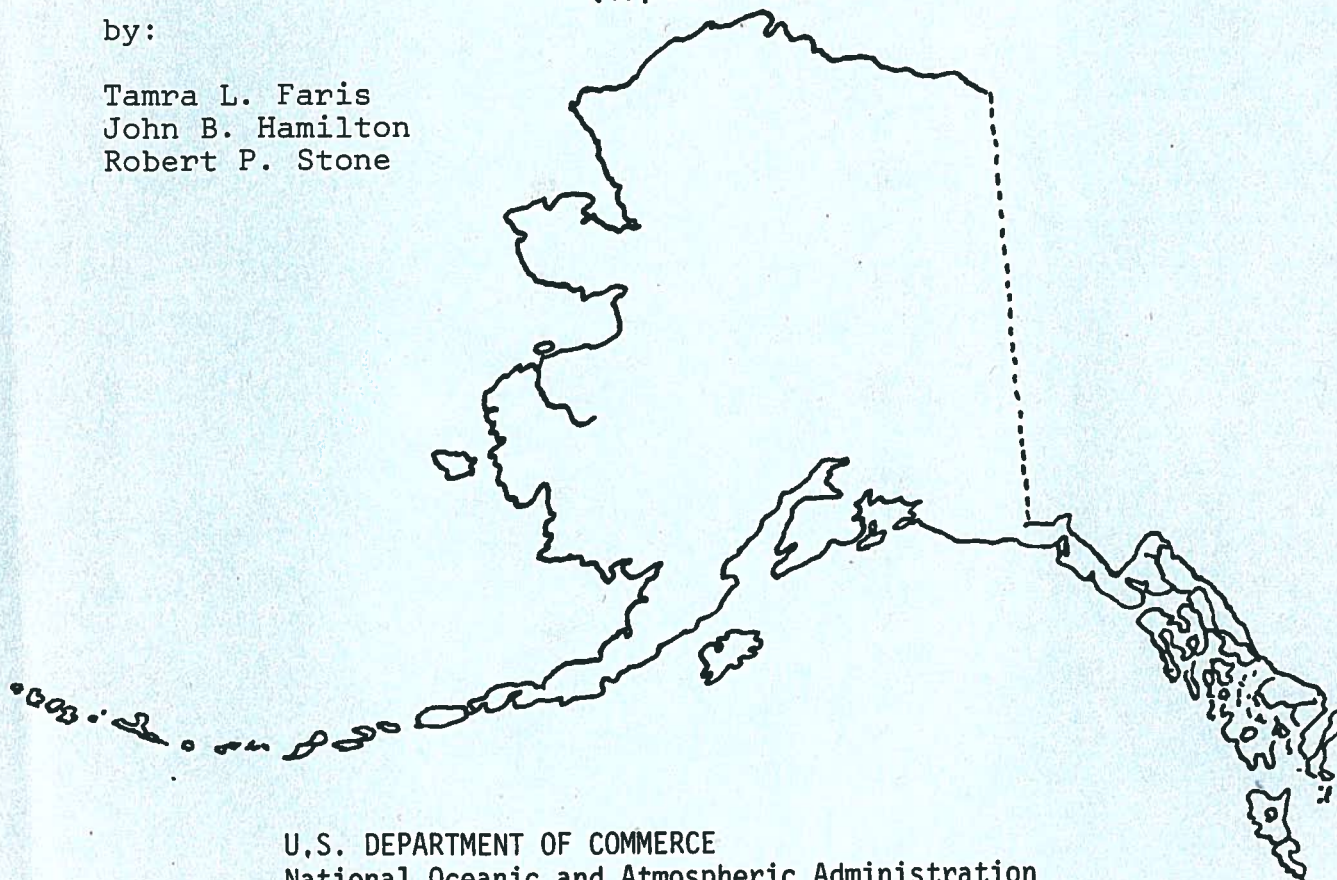 by:
Tamra L. Faris
John B. Hamilton
Robert P. Stone
U.S. DEPARTMENT OF COMMERCE
National Oceanic and Atmospheric Administration